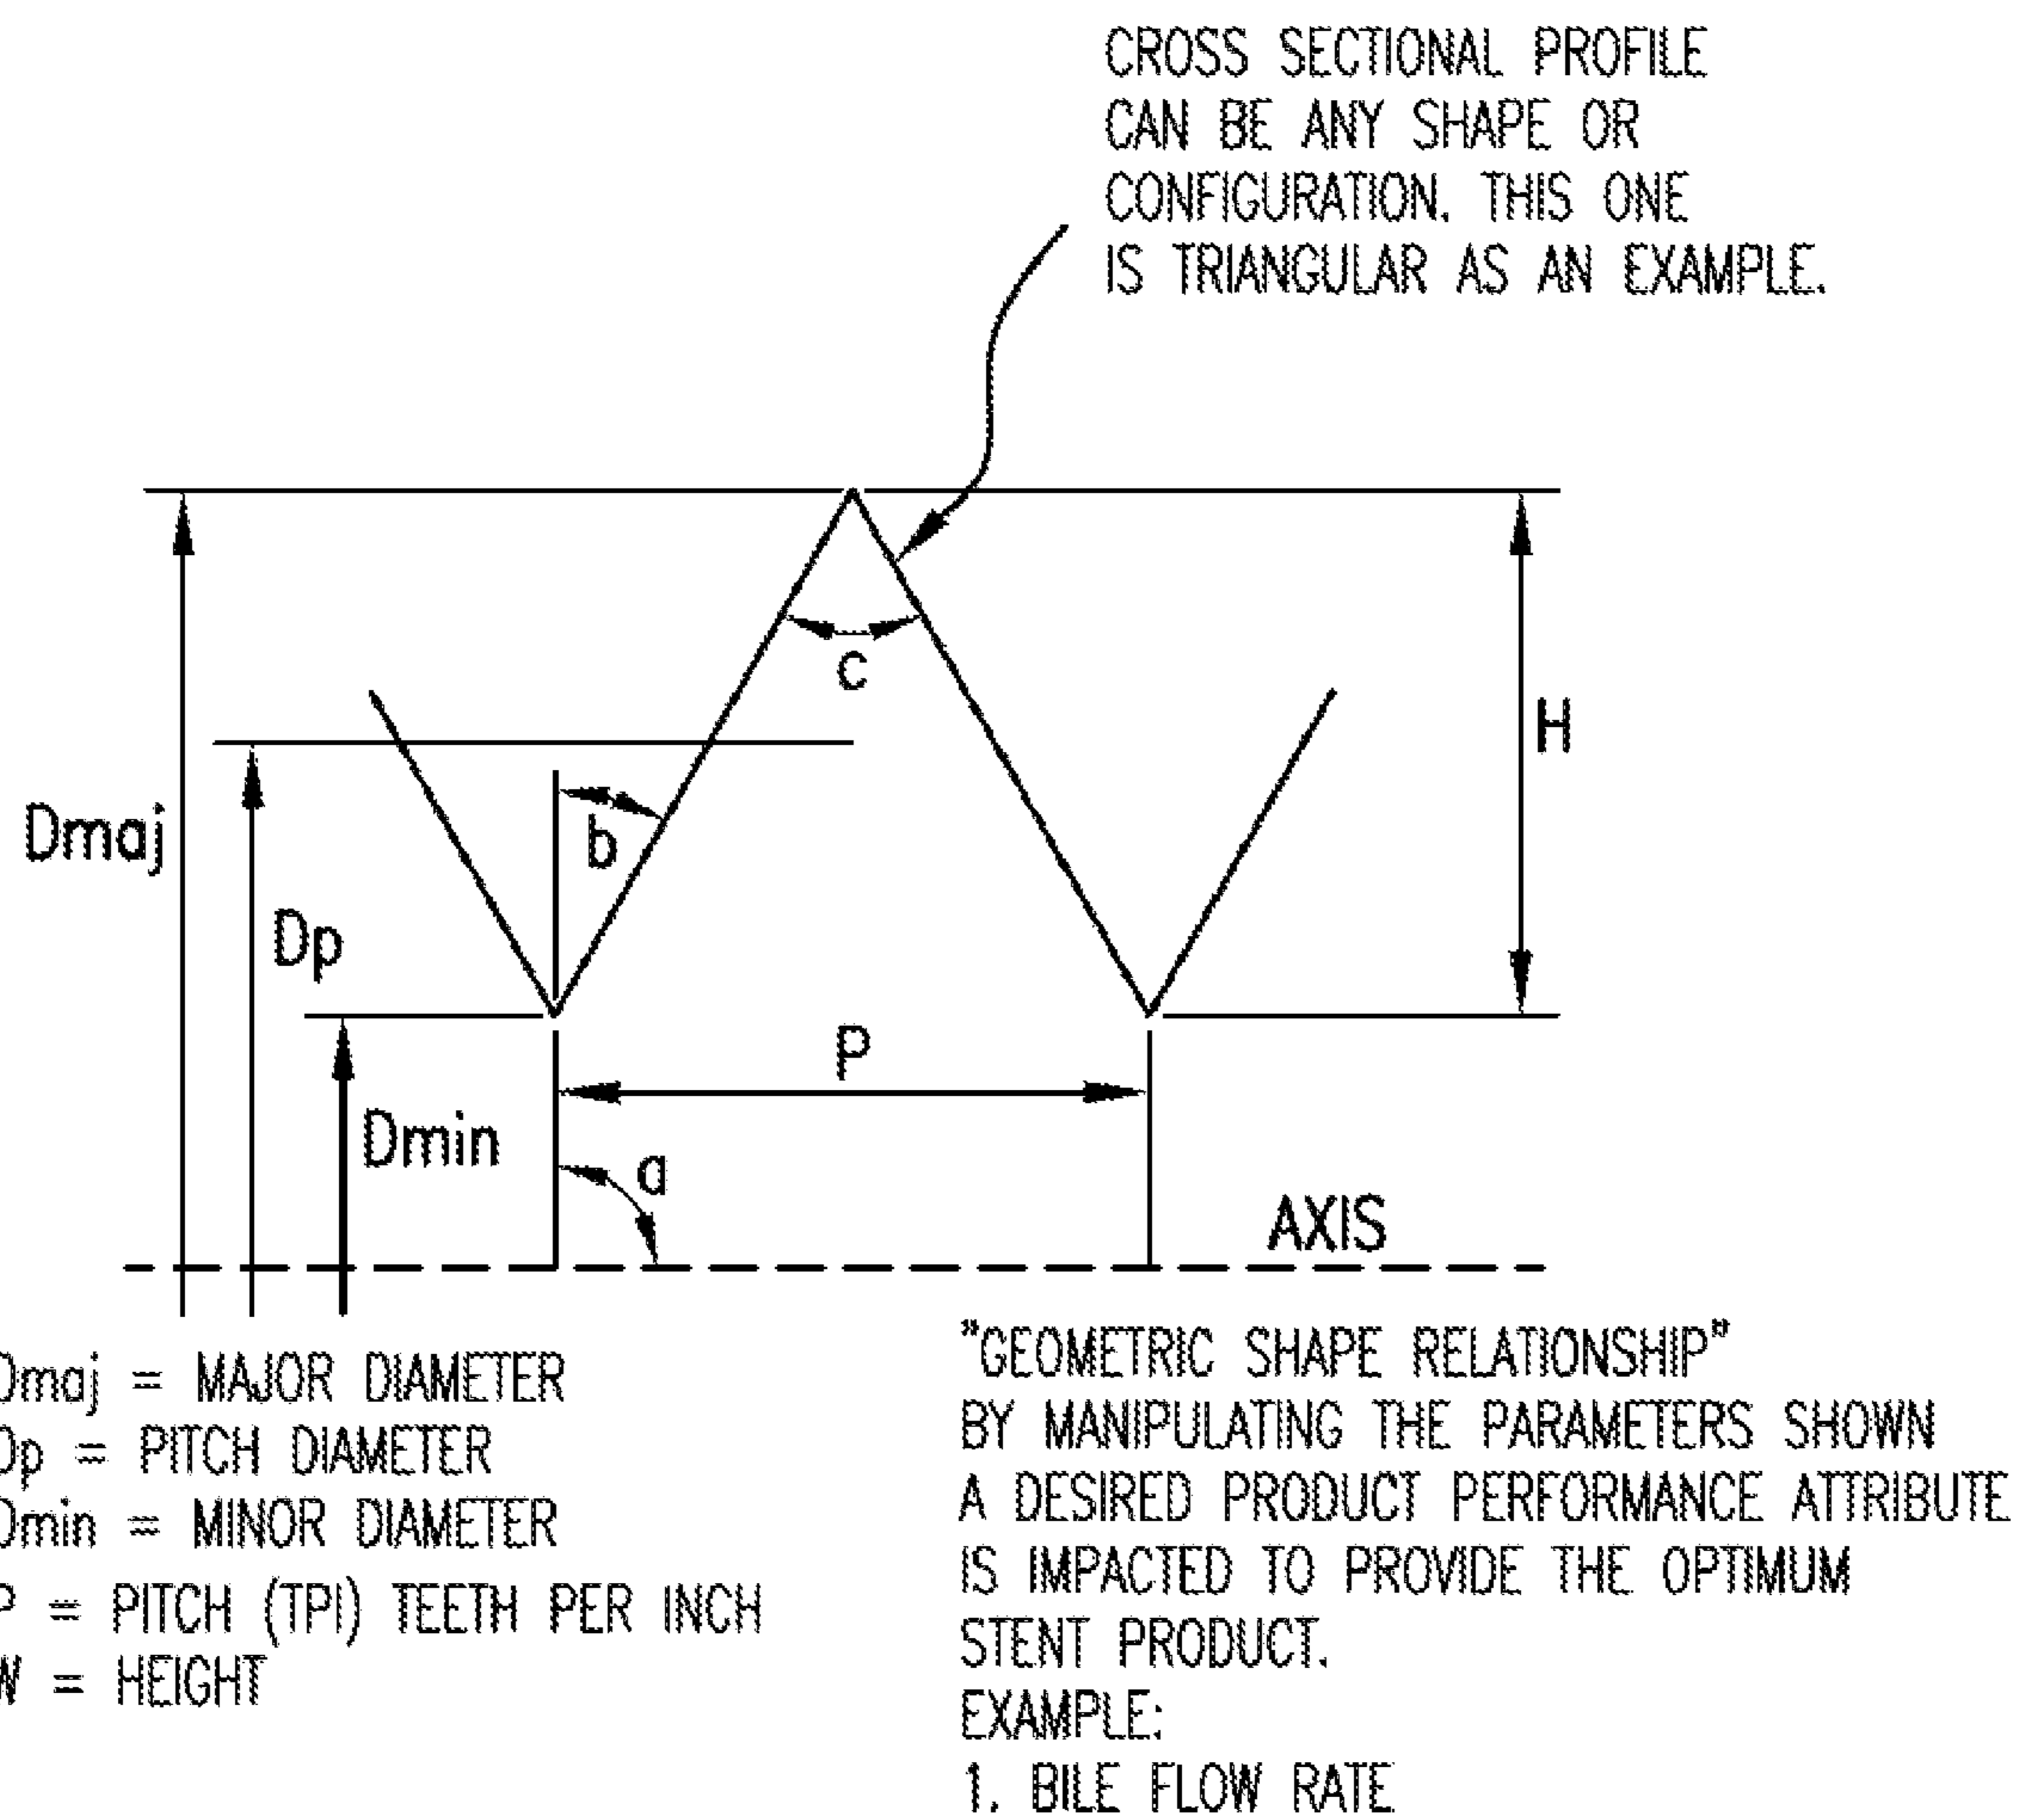 CROSS SECTIONAL PROFILE
CAN BE ANY SHAPE OR
CONFIGURATION. THIS ONE
IS TRIANGULAR AS AN EXAMPLE.
c
H
Dmaj
b
Dp
P
Dmin
a
AXIS
Dmaj = MAJOR DIAMETER
Dp = PITCH DIAMETER
Dmin = MINOR DIAMETER
P = PITCH (TPI) TEETH PER INCH
W = HEIGHT
"GEOMETRIC SHAPE RELATIONSHIP"
BY MANIPULATING THE PARAMETERS SHOWN
A DESIRED PRODUCT PERFORMANCE ATTRIBUTE
IS IMPACTED TO PROVIDE THE OPTIMUM
STENT PRODUCT.
EXAMPLE:
1. BILE FLOW RATE